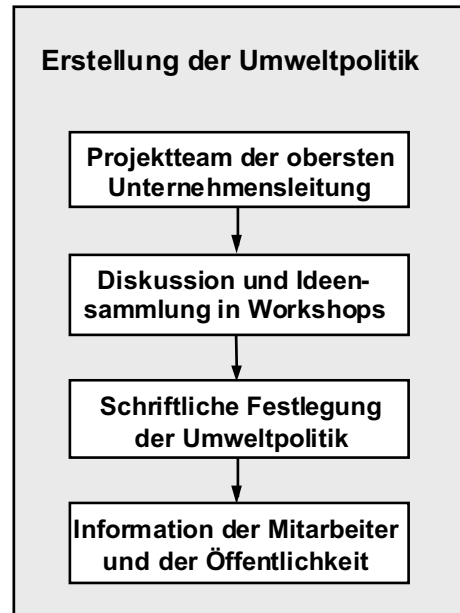 Erstellung der Umweltpolitik
Projektteam der obersten
Unternehmensleitung
Diskussion und Ideen-
sammlung in Workshops
Schriftliche Festlegung
der Umweltpolitik
Information der Mitarbeiter
und der Öffentlichkeit